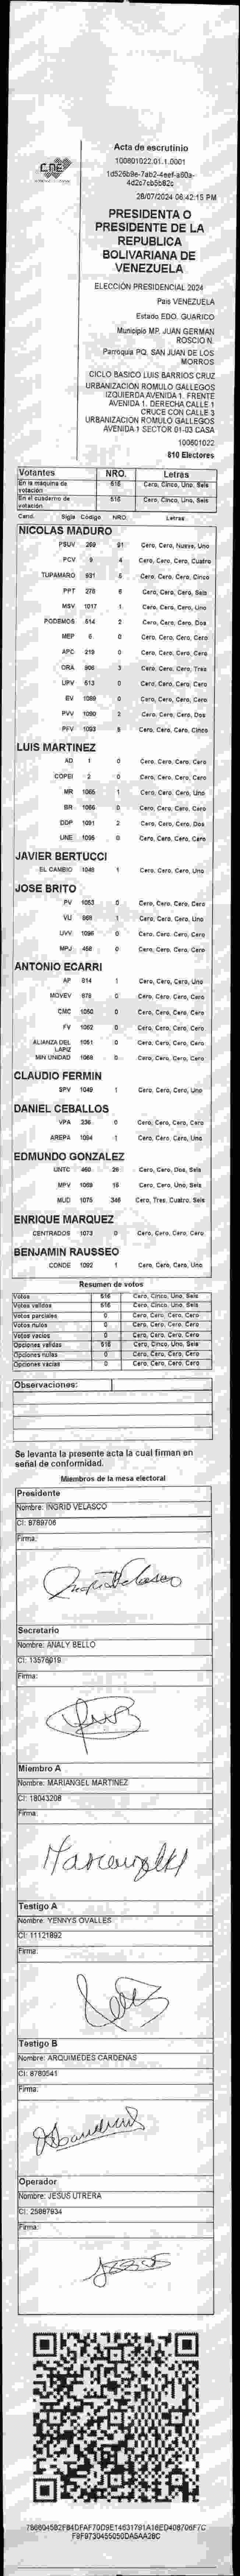 CNE
Acta de escrutinio
100801022.01.1.0001
1d526b9e-7ab2-4eef-a60a-
4d2c7cb5b82c
28/07/2024 06:42:15 PM
PRESIDENTA O
PRESIDENTE DE LA
REPUBLICA
BOLIVARIANA DE
VENEZUELA
ELECCIÓN PRESIDENCIAL 2024
Pais VENEZUELA
Estado EDO. GUARICO
Municipio MP. JUAN GERMAN
ROSCIO N.
Parroquia PQ. SAN JUAN DE LOS
MORROS
CICLO BASICO LUIS BARRIOS CRUZ
URBANIZACIÓN ROMULO GALLEGOS
IZQUIERDA AVENIDA 1. FRENTE
AVENIDA 1. DERECHA CALLE 1
CRUCE CON CALLE 3
URBANIZACIÓN ROMULO GALLEGOS
AVENIDA 1 SECTOR 01-03 CASA
100801022
810 Electores
Votantes NRO. Letras
En la máquina de votación 516 Cero, Cinco, Uno, Seis
En el cuaderno de votación 516 Cero, Cinco, Uno, Seis
Cand. Sigla Código NRO. Letras
NICOLAS MADURO
PSUV 269 91 Cero, Cero, Nueve, Uno
PCV 9 4 Cero, Cero, Cero, Cuatro
TUPAMARO 931 5 Cero, Cero, Cero, Cinco
PPT 278 6 Cero, Cero, Cero, Seis
MSV 1017 1 Cero, Cero, Cero, Uno
PODEMOS 514 2 Cero, Cero, Cero, Dos
MEP 6 0 Cero, Cero, Cero, Cero
APC 219 0 Cero, Cero, Cero, Cero
ORA 906 3 Cero, Cero, Cero, Tres
UPV 613 0 Cero, Cero, Cero, Cero
EV 1089 0 Cero, Cero, Cero, Cero
PVV 1090 2 Cero, Cero, Cero, Dos
PFV 1093 5 Cero, Cero, Cero, Cinco
LUIS MARTINEZ
AD 1 0 Cero, Cero, Cero, Cero
COPEI 2 0 Cero, Cero, Cero, Cero
MR 1065 1 Cero, Cero, Cero, Uno
BR 1066 0 Cero, Cero, Cero, Cero
DDP 1091 2 Cero, Cero, Cero, Dos
UNE 1095 0 Cero, Cero, Cero, Cero
JAVIER BERTUCCI
EL CAMBIO 1048 1 Cero, Cero, Cero, Uno
JOSE BRITO
PV 1053 0 Cero, Cero, Cero, Cero
VU 868 1 Cero, Cero, Cero, Uno
UVV 1096 0 Cero, Cero, Cero, Cero
MPJ 458 0 Cero, Cero, Cero, Cero
ANTONIO ECARRI
AP 814 1 Cero, Cero, Cero, Uno
MOVEV 878 0 Cero, Cero, Cero, Cero
CMC 1050 0 Cero, Cero, Cero, Cero
FV 1052 0 Cero, Cero, Cero, Cero
ALIANZA DEL LAPIZ 1051 0 Cero, Cero, Cero, Cero
MIN UNIDAD 1068 0 Cero, Cero, Cero, Cero
CLAUDIO FERMIN
SPV 1049 1 Cero, Cero, Cero, Uno
DANIEL CEBALLOS
VPA 236 0 Cero, Cero, Cero, Cero
AREPA 1094 1 Cero, Cero, Cero, Uno
EDMUNDO GONZALEZ
UNTC 460 26 Cero, Cero, Dos, Seis
MPV 1069 16 Cero, Cero, Uno, Seis
MUD 1075 346 Cero, Tres, Cuatro, Seis
ENRIQUE MARQUEZ
CENTRADOS 1073 0 Cero, Cero, Cero, Cero
BENJAMIN RAUSSEO
CONDE 1092 1 Cero, Cero, Cero, Uno
Resumen de votos
Votos 516 Cero, Cinco, Uno, Seis
Votos validos 516 Cero, Cinco, Uno, Seis
Votos parciales 0 Cero, Cero, Cero, Cero
Votos nulos 0 Cero, Cero, Cero, Cero
Votos vacios 0 Cero, Cero, Cero, Cero
Opciones validas 516 Cero, Cinco, Uno, Seis
Opciones nulas 0 Cero, Cero, Cero, Cero
Opciones vacias 0 Cero, Cero, Cero, Cero
Observaciones:
Se levanta la presente acta la cual firman en
señal de conformidad.
Miembros de la mesa electoral
Presidente
Nombre: INGRID VELASCO
CI: 8789706
Firma:
Secretario
Nombre: ANALY BELLO
CI: 13576919
Firma:
Miembro A
Nombre: MARIANGEL MARTINEZ
CI: 18043208
Firma:
Testigo A
Nombre: YENNYS OVALLES
CI: 11121892
Firma:
Testigo B
Nombre: ARQUIMEDES CARDENAS
CI: 8780541
Firma:
Operador
Nombre: JESUS UTRERA
CI: 25887934
Firma: